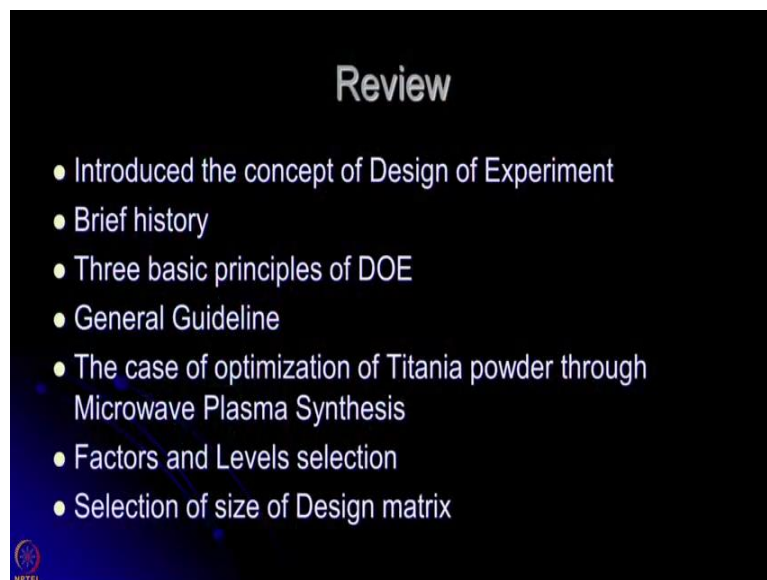 Review
Introduced the concept of Design of Experiment
Brief history
Three basic principles of DOE
General Guideline
The case of optimization of Titania powder through
Microwave Plasma Synthesis
Factors and Levels selection
Selection of size of Design matrix
NPTEL